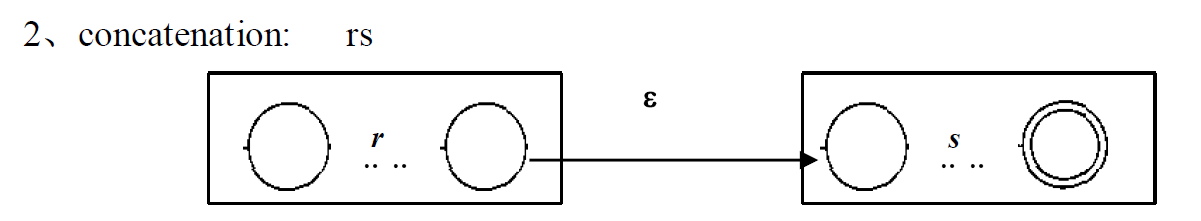 2、concatenation: rs
ε
r s
.. .. .. ..